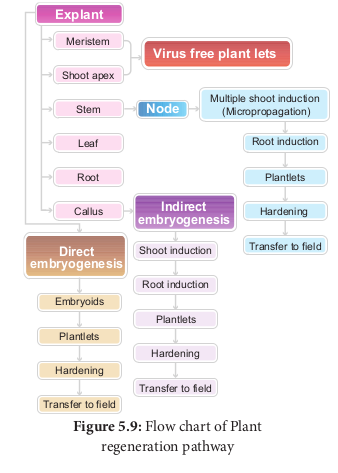 Explant
Meristem
Virus free plant lets
Shoot apex
Stem
Node
Multiple shoot induction
(Micropropagation)
Root induction
Plantlets
Hardening
Transfer to field
Leaf
Root
Callus
Indirect
embryogenesis
Shoot induction
Root induction
Plantlets
Hardening
Transfer to field
Direct
embryogenesis
Embryoids
Plantlets
Hardening
Transfer to field
Figure 5.9: Flow chart of Plant
regeneration pathway